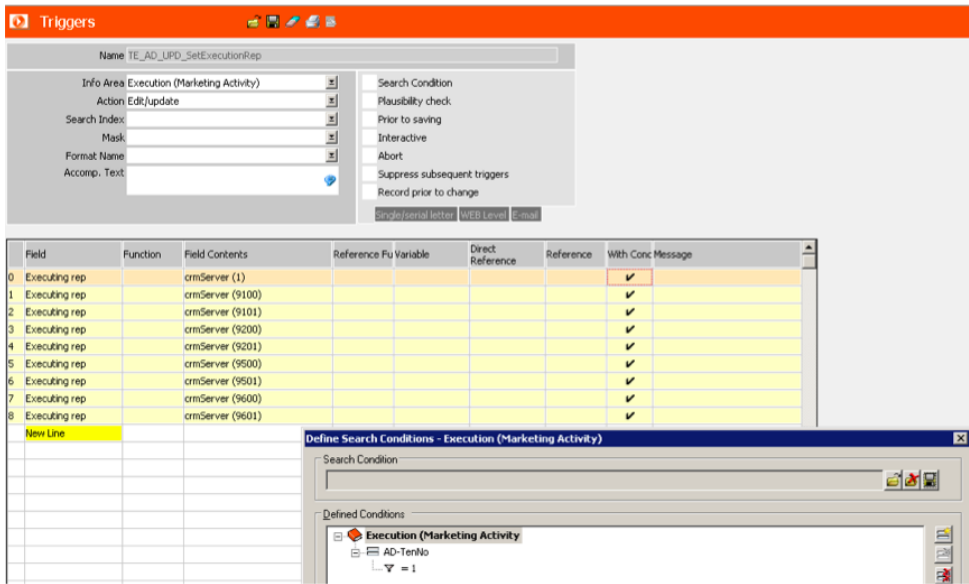 Triggers
Name TE_AD_UPD_SetExecutionRep
Info Area Execution (Marketing Activity)
Action Edit/update
Search Index
Mask
Format Name
Accomp. Text
Search Condition
Plausibility check
Prior to saving
Interactive
Abort
Suppress subsequent triggers
Record prior to change
Single/serial letter WEB Level E-mail
Field Function Field Contents Reference Fu Variable Direct Reference Reference With Conc Message
0 Executing rep crmServer (1)
1 Executing rep crmServer (9100)
2 Executing rep crmServer (9101)
3 Executing rep crmServer (9200)
4 Executing rep crmServer (9201)
5 Executing rep crmServer (9500)
6 Executing rep crmServer (9501)
7 Executing rep crmServer (9600)
8 Executing rep crmServer (9601)
New Line
Define Search Conditions - Execution (Marketing Activity)
Search Condition
Defined Conditions
Execution (Marketing Activity
AD-TenNo
= 1